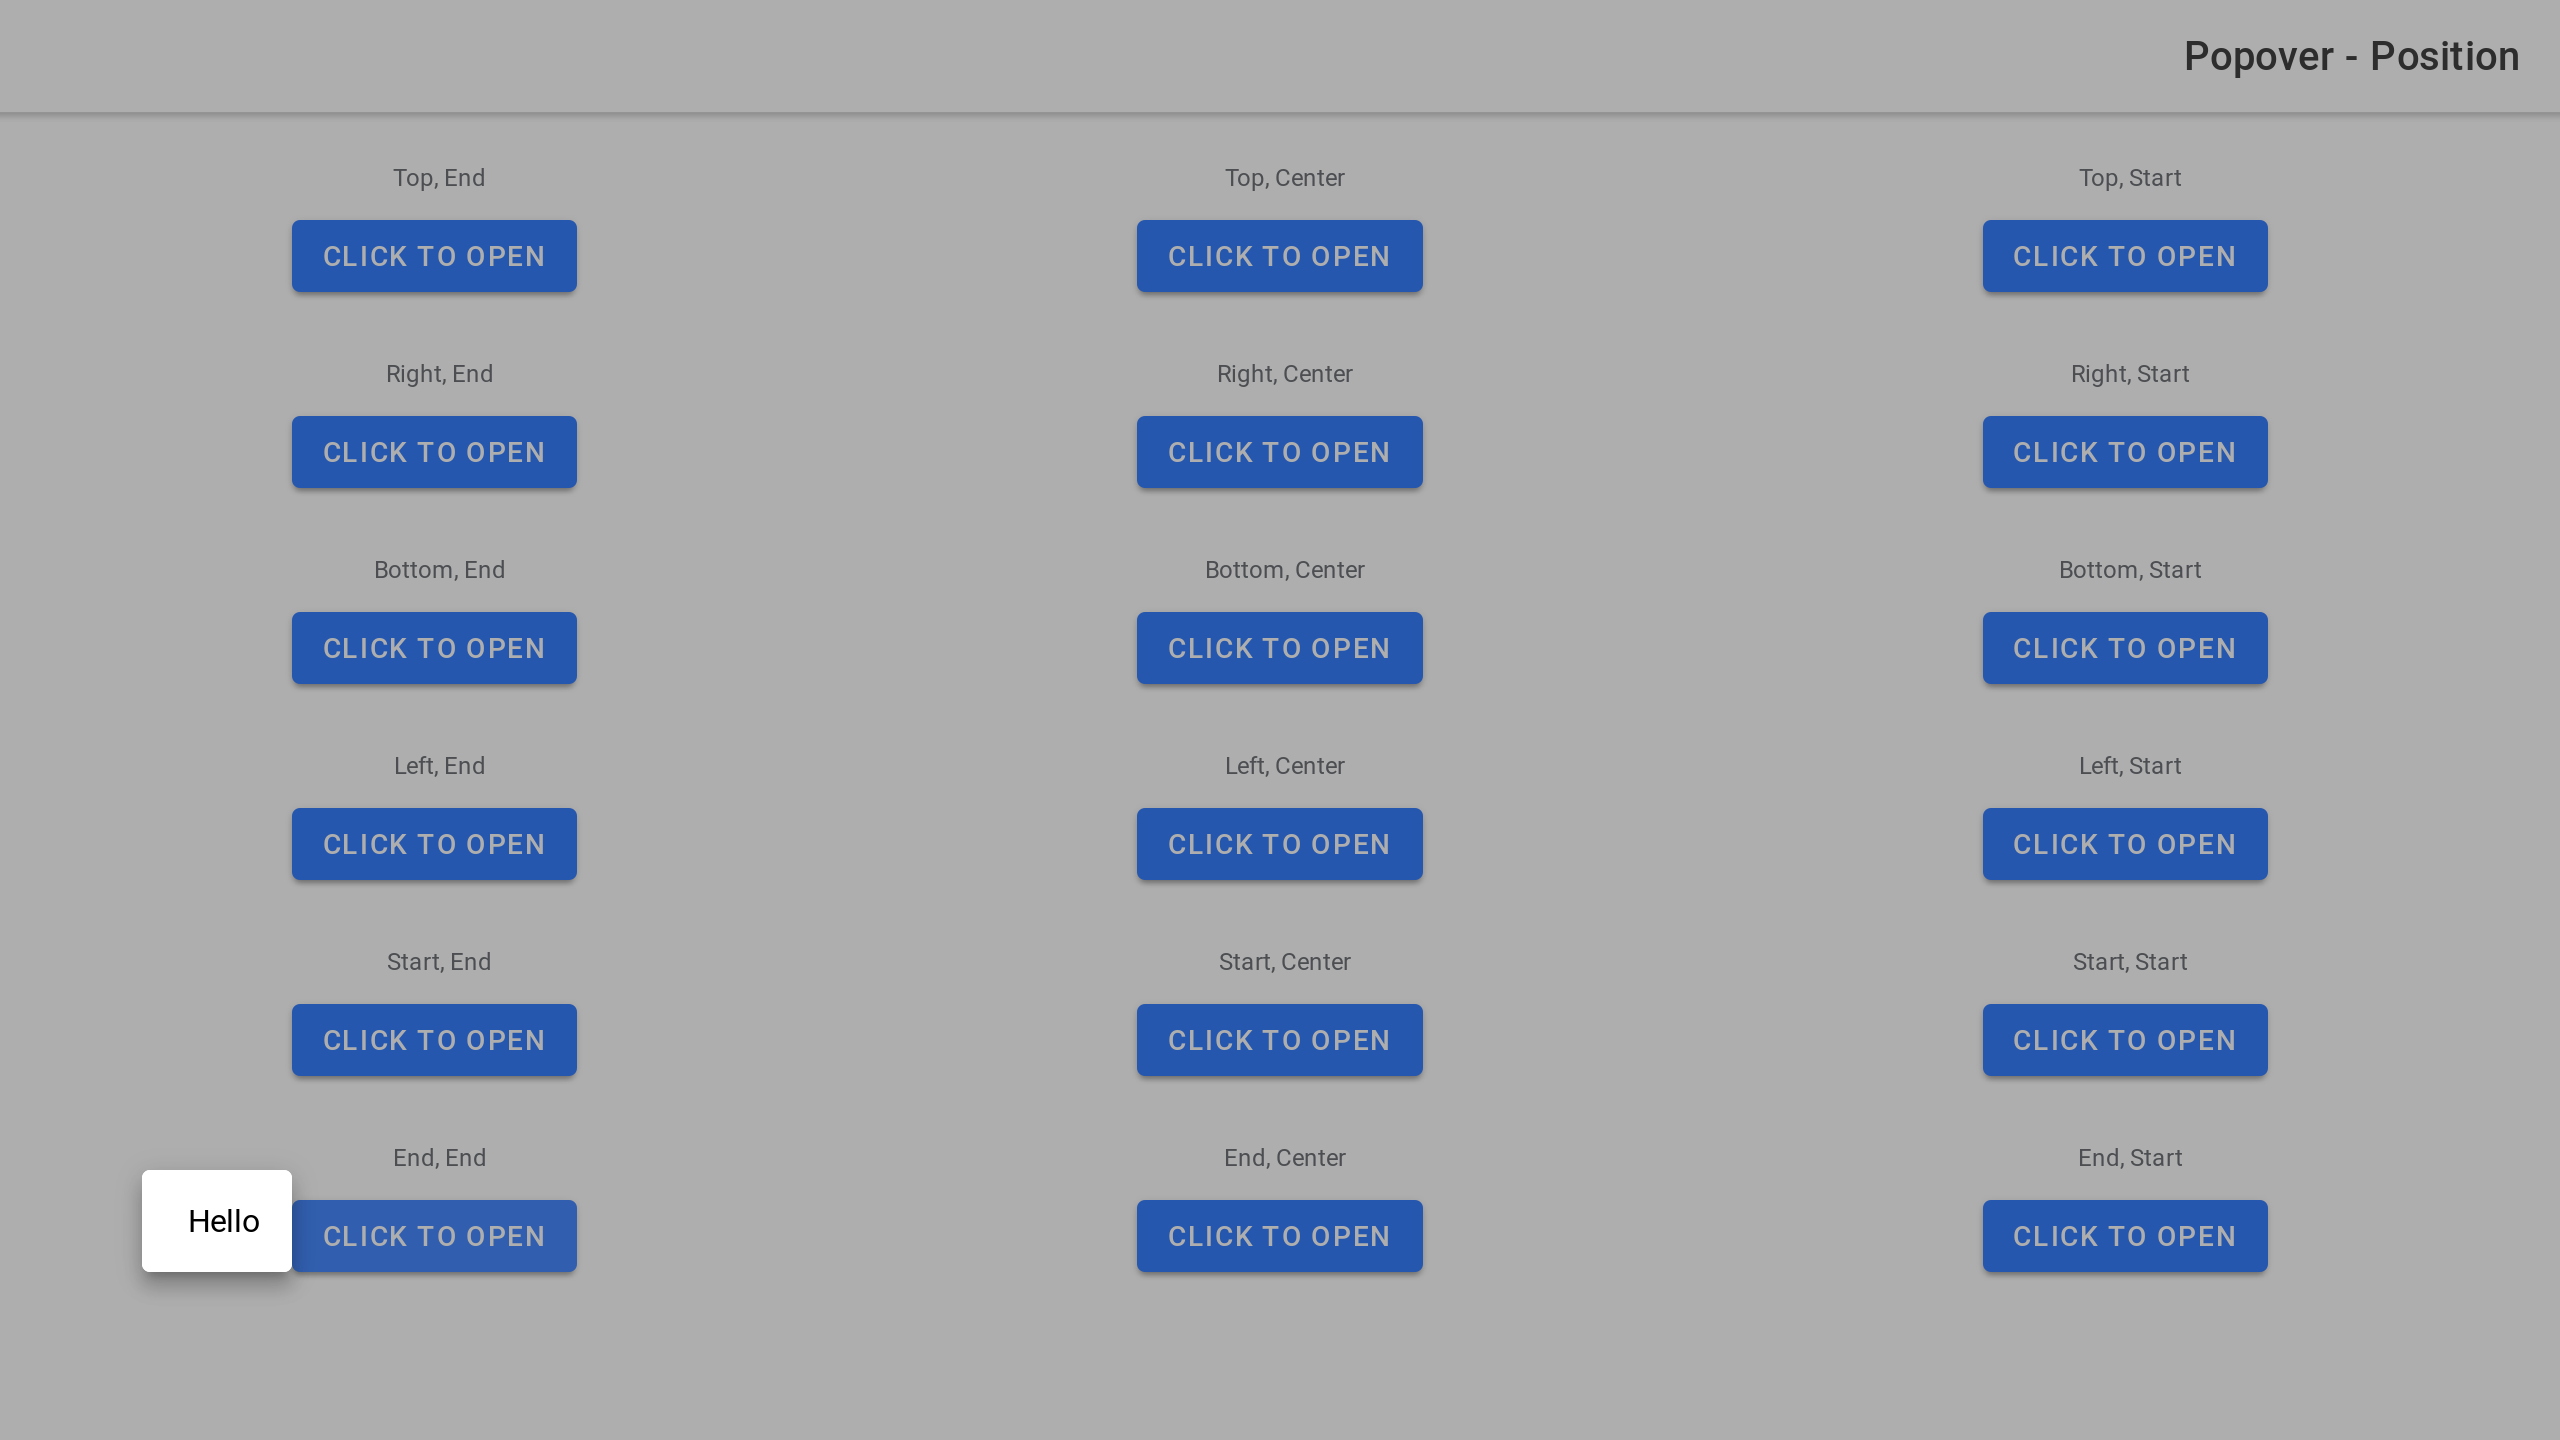 Popover - Position
Top, End
Top, Center
Top, Start
CLICK TO OPEN
CLICK TO OPEN
CLICK TO OPEN
Right, End
Right, Center
Right, Start
CLICK TO OPEN
CLICK TO OPEN
CLICK TO OPEN
Bottom, End
Bottom, Center
Bottom, Start
CLICK TO OPEN
CLICK TO OPEN
CLICK TO OPEN
Left, End
Left, Center
Left, Start
CLICK TO OPEN
CLICK TO OPEN
CLICK TO OPEN
Start, End
Start, Center
Start, Start
CLICK TO OPEN
CLICK TO OPEN
CLICK TO OPEN
End, End
End, Center
End, Start
Hello
CLICK TO OPEN
CLICK TO OPEN
CLICK TO OPEN